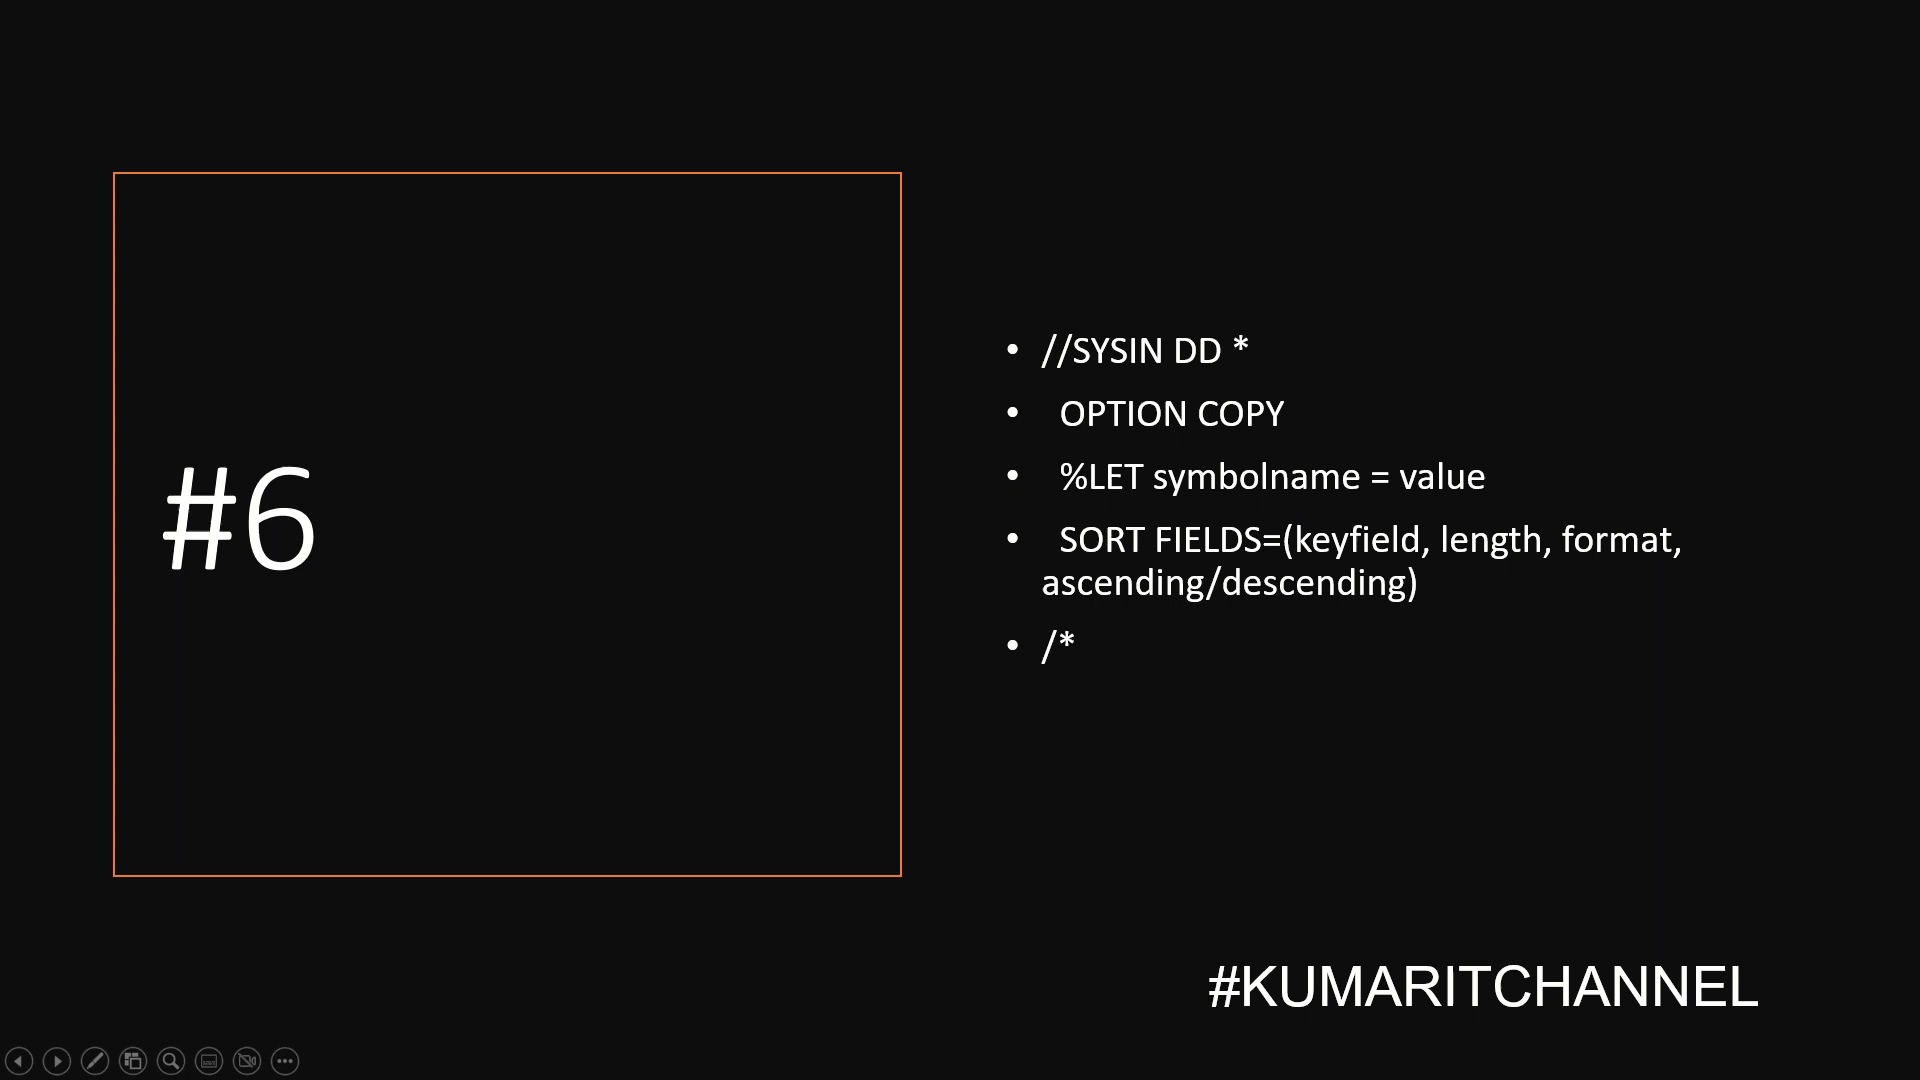 #6
• //SYSIN DD *
•   OPTION COPY
•   %LET symbolname = value
•   SORT FIELDS=(keyfield, length, format,
ascending/descending)
• /*
#KUMARITCHANNEL